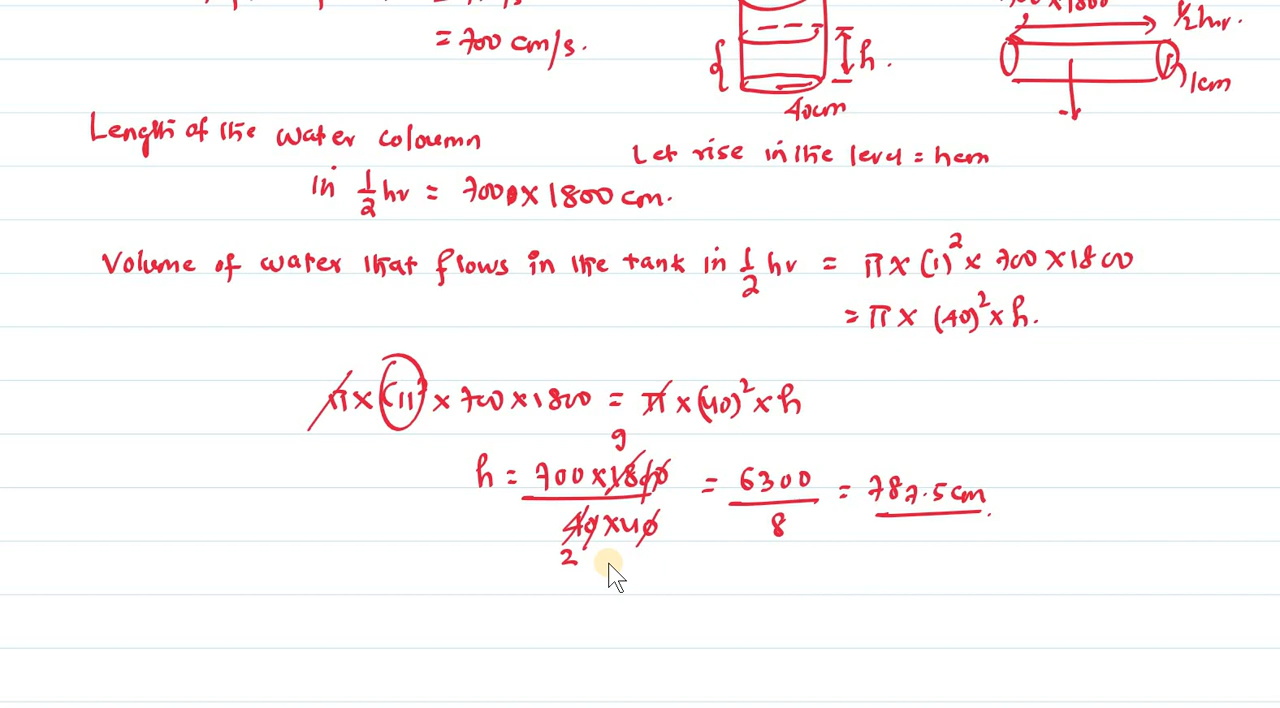 = 700 cm/s.
h.
40cm
1/2 hr.
1cm
Length of the water coloumn
Let rise in the level = hcm
in 1/2 hr = 700 × 1800 cm.
Volume of water that flows in the tank in 1/2 hr = π × (1)² × 700 × 1800
= π × (40)² × h.
π × (1)² × 700 × 1800 = π × (40)² × h
9
h = 700 × 1800 / 40 × 40 = 6300 / 8 = 787.5 cm.
2